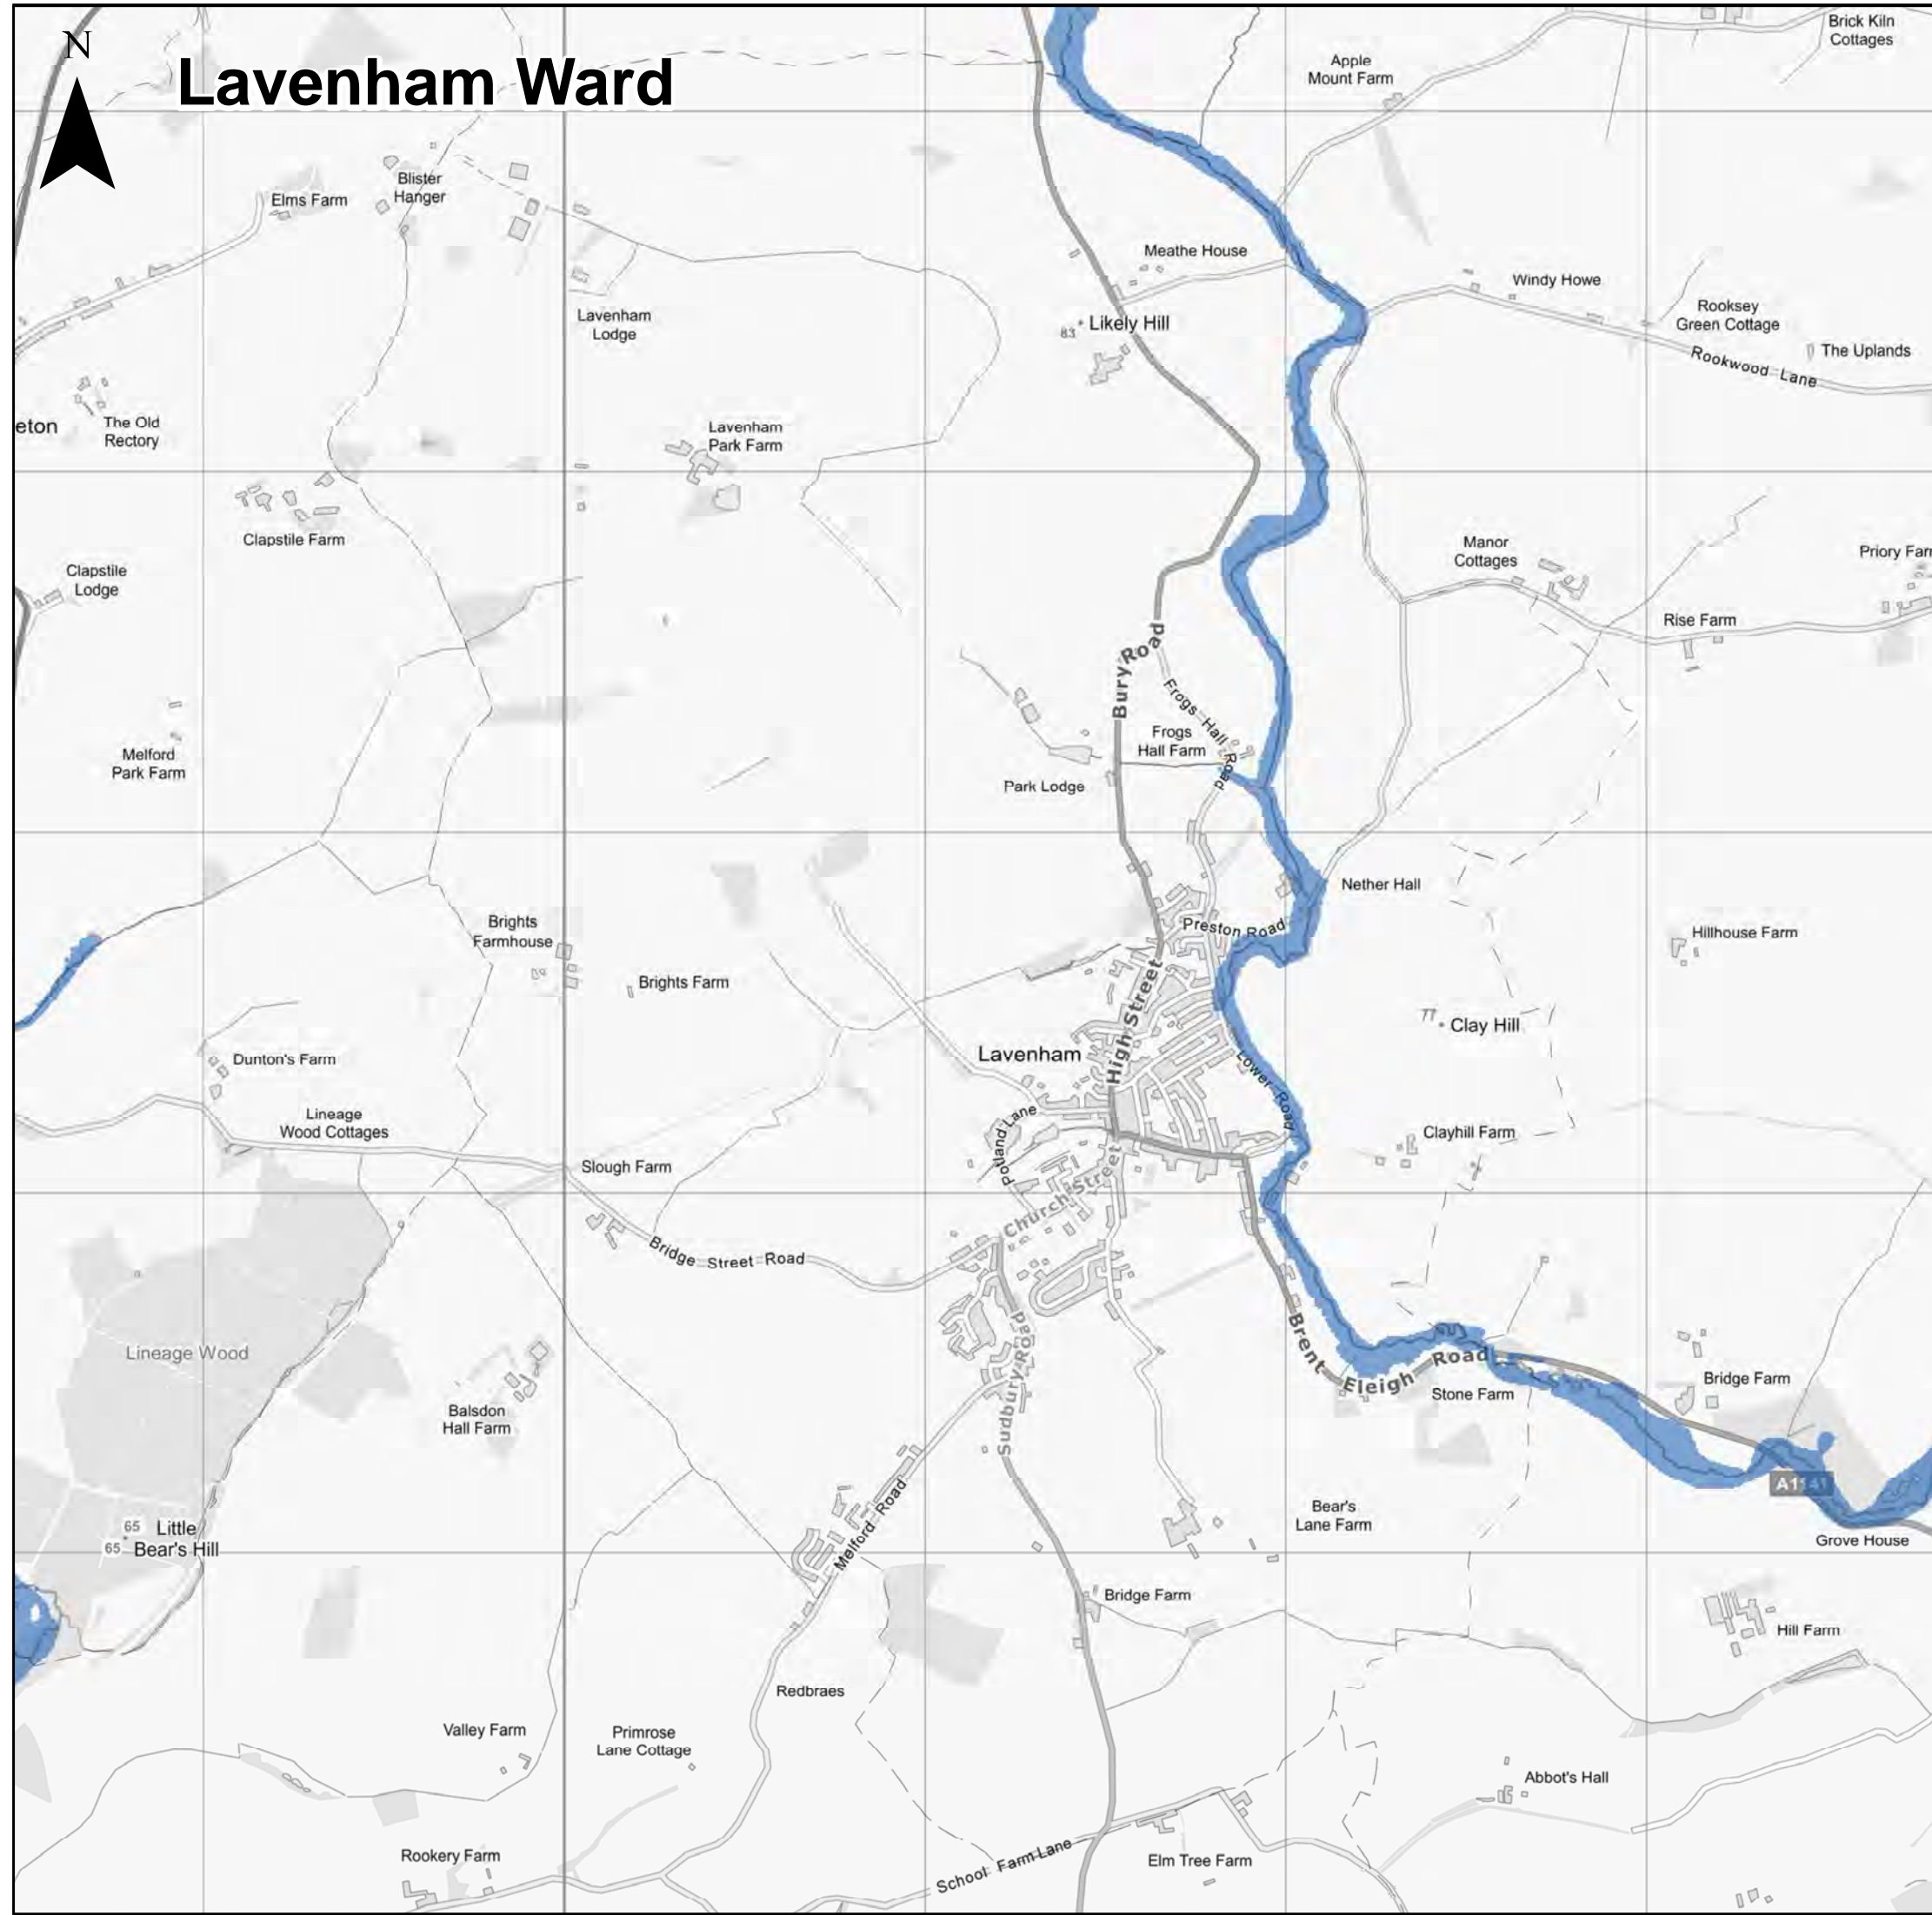 N
Lavenham Ward
Brick Kiln
Cottages
Apple
Mount Farm
Blister
Hanger
Elms Farm
Meathe House
Windy Howe
Rooksey
Green Cottage
Lavenham
Lodge
83
Likely Hill
The Uplands
Rookwood Lane
eton
The Old
Rectory
Lavenham
Park Farm
Clapstile Farm
Manor
Cottages
Priory Far
Clapstile
Lodge
Rise Farm
Bury Road
Frogs Hall Road
Frogs
Hall Farm
Melford
Park Farm
Park Lodge
Nether Hall
Brights
Farmhouse
Preston Road
Hillhouse Farm
Brights Farm
High Street
77
Clay Hill
Lavenham
Dunton's Farm
Lower Road
Lineage
Wood Cottages
Potland Lane
Clayhill Farm
Slough Farm
Church Street
Bridge Street Road
Lineage Wood
Brent Eleigh Road
Sudbury Road
Bridge Farm
Stone Farm
Balsdon
Hall Farm
A1141
65
Little
65
Bear's Hill
Melford Road
Bear's
Lane Farm
Grove House
Bridge Farm
Hill Farm
Redbraes
Valley Farm
Primrose
Lane Cottage
Abbot's Hall
Rookery Farm
School Farm Lane
Elm Tree Farm